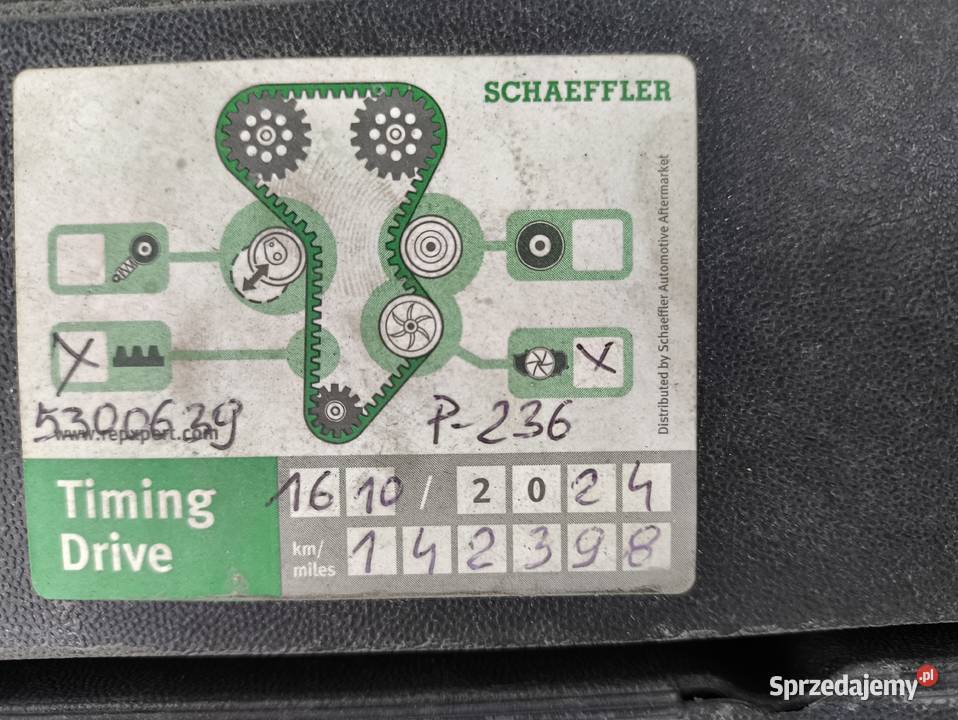 SCHAEFFLER
Distributed by Schaeffler Automotive Aftermarket
X
X
5300639
www.repxpert.com
P-236
Timing
Drive
16 10 / 2024
km/
miles
142398
Sprzedajemy.pl